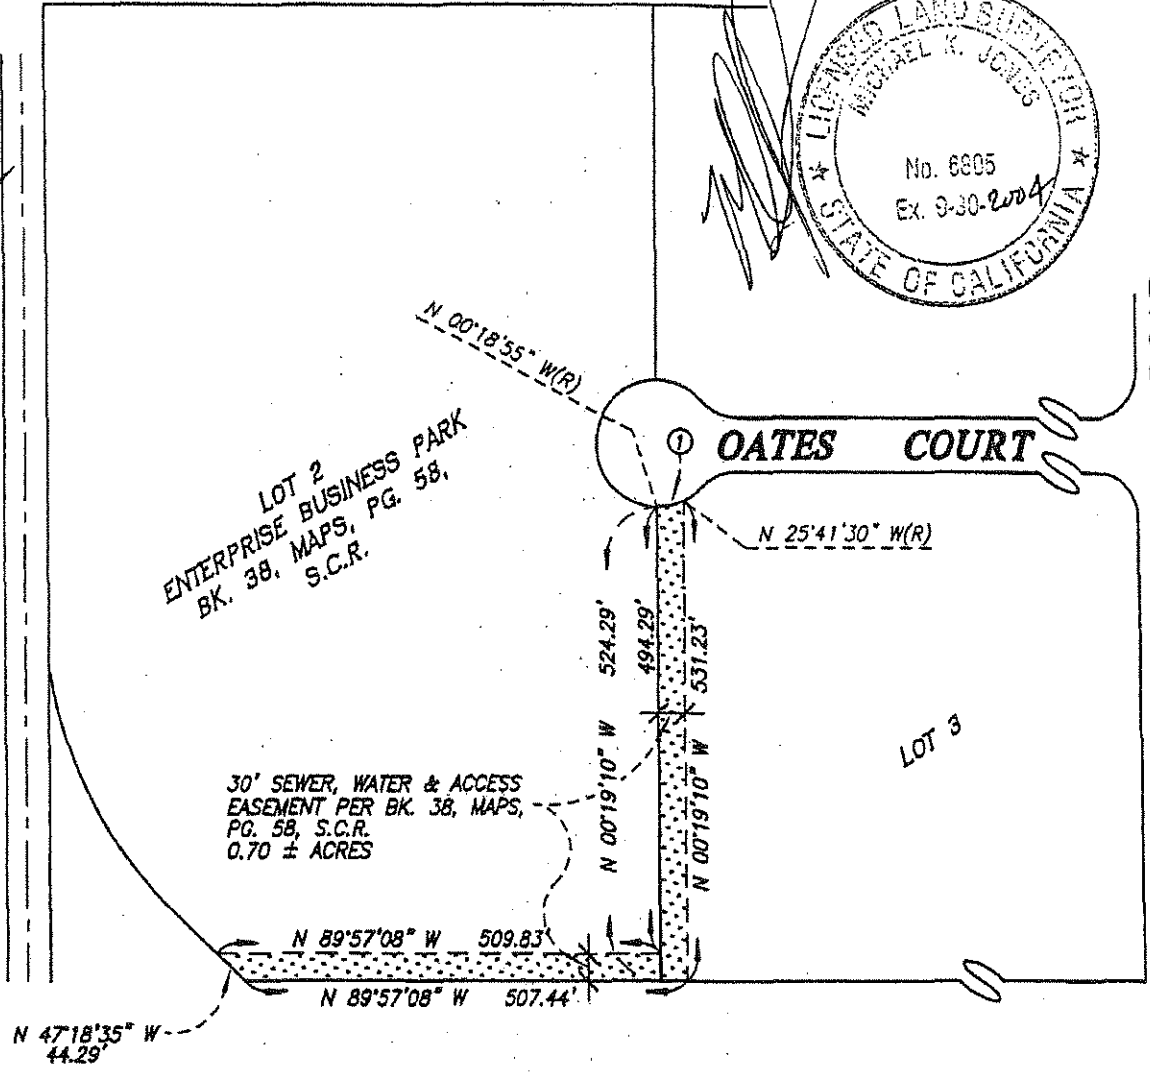 LICENSED LAND SURVEYOR
MICHAEL K. JONES
No. 6805
Ex. 9-30-2004
STATE OF CALIFORNIA
N 00°18'55" W(R)
OATES COURT
1
LOT 2
ENTERPRISE BUSINESS PARK
BK. 38, MAPS, PG. 58,
S.C.R.
N 25°41'30" W(R)
524.29'
494.29'
531.23'
N 00°19'10" W
N 00°19'10" W
LOT 3
30' SEWER, WATER & ACCESS
EASEMENT PER BK. 38, MAPS,
PG. 58, S.C.R.
0.70 ± ACRES
N 89°57'08" W 509.83'
N 89°57'08" W 507.44'
N 47°18'35" W
44.29'